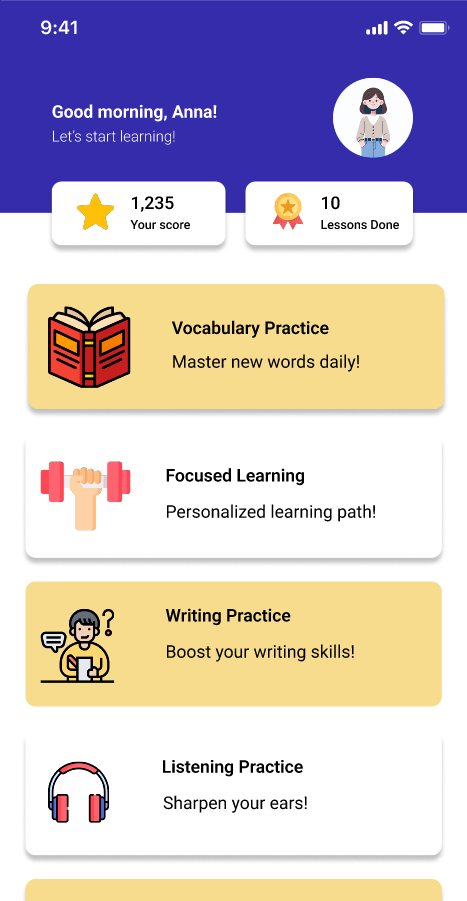 9:41
Good morning, Anna!
Let's start learning!
1,235
Your score
10
Lessons Done
Vocabulary Practice
Master new words daily!
Focused Learning
Personalized learning path!
Writing Practice
Boost your writing skills!
?
Listening Practice
Sharpen your ears!